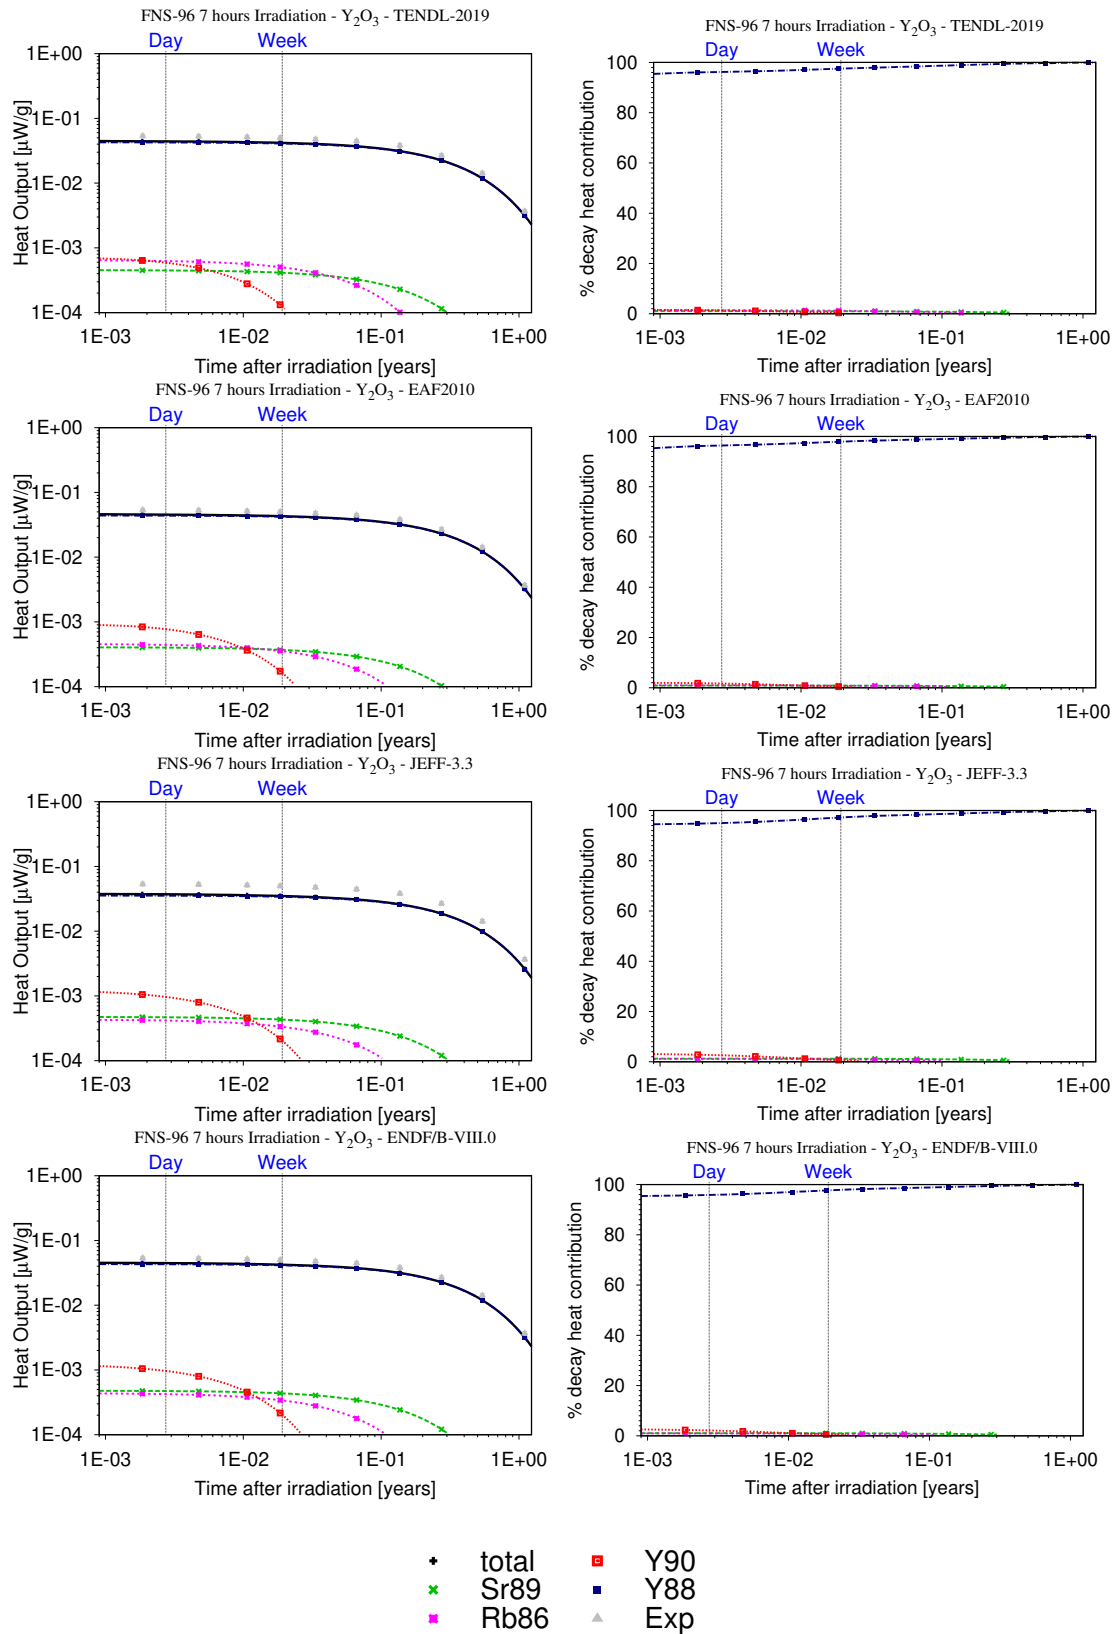 FNS-96 7 hours Irradiation - Y2O3 - TENDL-2019
Day Week
1E+00
1E-01
1E-02
1E-03
1E-04
Heat Output [µW/g]
1E-03 1E-02 1E-01 1E+00
Time after irradiation [years]
FNS-96 7 hours Irradiation - Y2O3 - TENDL-2019
Day Week
100
80
60
40
20
0
% decay heat contribution
1E-03 1E-02 1E-01 1E+00
Time after irradiation [years]
FNS-96 7 hours Irradiation - Y2O3 - EAF2010
Day Week
1E+00
1E-01
1E-02
1E-03
1E-04
Heat Output [µW/g]
1E-03 1E-02 1E-01 1E+00
Time after irradiation [years]
FNS-96 7 hours Irradiation - Y2O3 - EAF2010
Day Week
100
80
60
40
20
0
% decay heat contribution
1E-03 1E-02 1E-01 1E+00
Time after irradiation [years]
FNS-96 7 hours Irradiation - Y2O3 - JEFF-3.3
Day Week
1E+00
1E-01
1E-02
1E-03
1E-04
Heat Output [µW/g]
1E-03 1E-02 1E-01 1E+00
Time after irradiation [years]
FNS-96 7 hours Irradiation - Y2O3 - JEFF-3.3
Day Week
100
80
60
40
20
0
% decay heat contribution
1E-03 1E-02 1E-01 1E+00
Time after irradiation [years]
FNS-96 7 hours Irradiation - Y2O3 - ENDF/B-VIII.0
Day Week
1E+00
1E-01
1E-02
1E-03
1E-04
Heat Output [µW/g]
1E-03 1E-02 1E-01 1E+00
Time after irradiation [years]
FNS-96 7 hours Irradiation - Y2O3 - ENDF/B-VIII.0
Day Week
100
80
60
40
20
0
% decay heat contribution
1E-03 1E-02 1E-01 1E+00
Time after irradiation [years]
total Y90
Sr89 Y88
Rb86 Exp